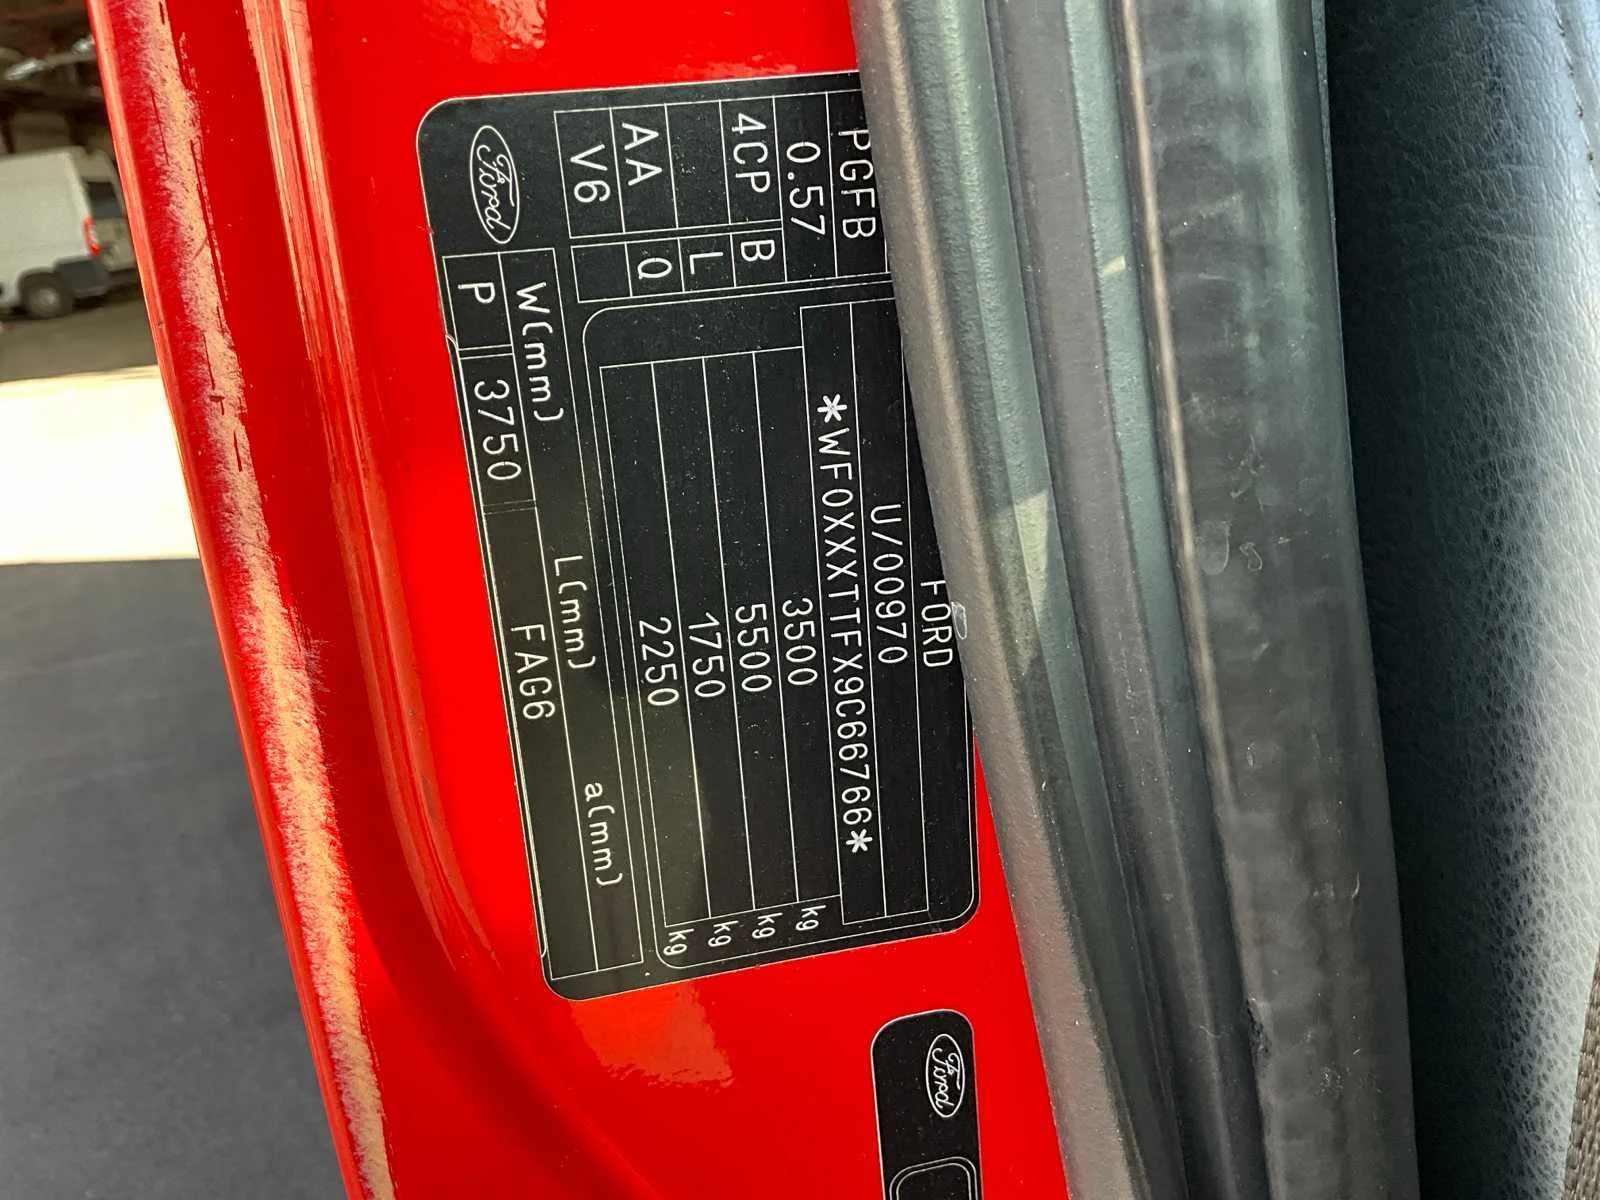 FORD
U/00970
*WF0XXXTTFX9C66766*
3500 kg
5500 kg
1750 kg
2250 kg
PGFB
0.57
4CP B
L
AA Q
V6
Ford
W(mm) L(mm) a(mm)
P 3750 FAG6
Ford